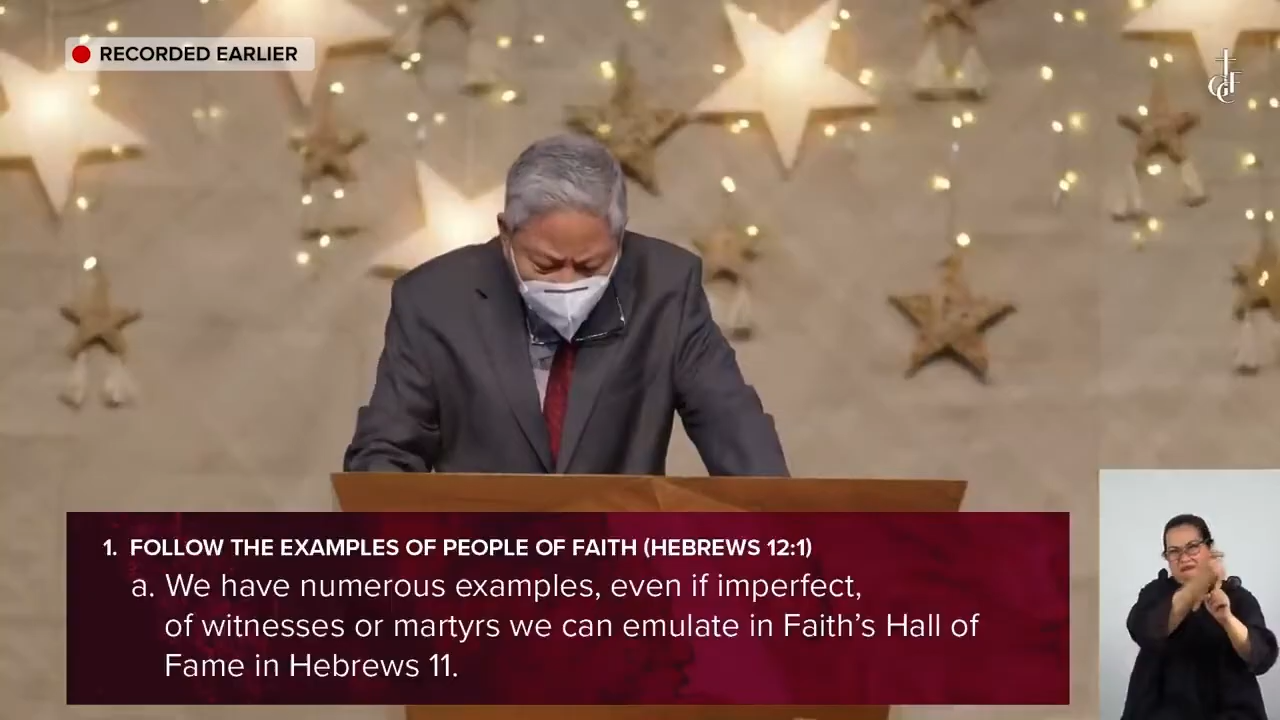 RECORDED EARLIER
1. FOLLOW THE EXAMPLES OF PEOPLE OF FAITH (HEBREWS 12:1)
a. We have numerous examples, even if imperfect,
of witnesses or martyrs we can emulate in Faith's Hall of
Fame in Hebrews 11.